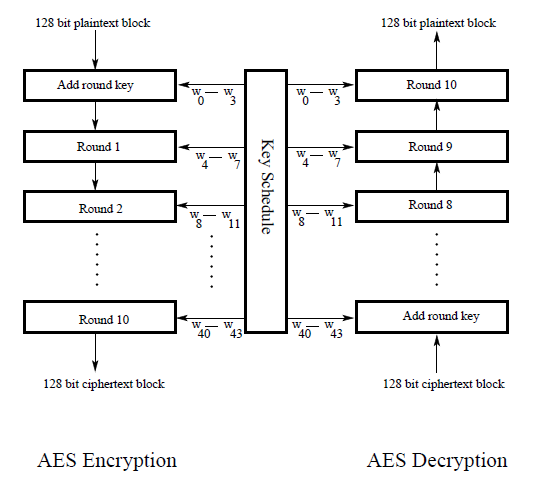 128 bit plaintext block
128 bit plaintext block
Add round key
w0 — w3
w0 — w3
Round 10
Round 1
w4 — w7
w4 — w7
Round 9
Key Schedule
Round 2
w8 — w11
w8 — w11
Round 8
Round 10
w40 — w43
w40 — w43
Add round key
128 bit ciphertext block
128 bit ciphertext block
AES Encryption
AES Decryption